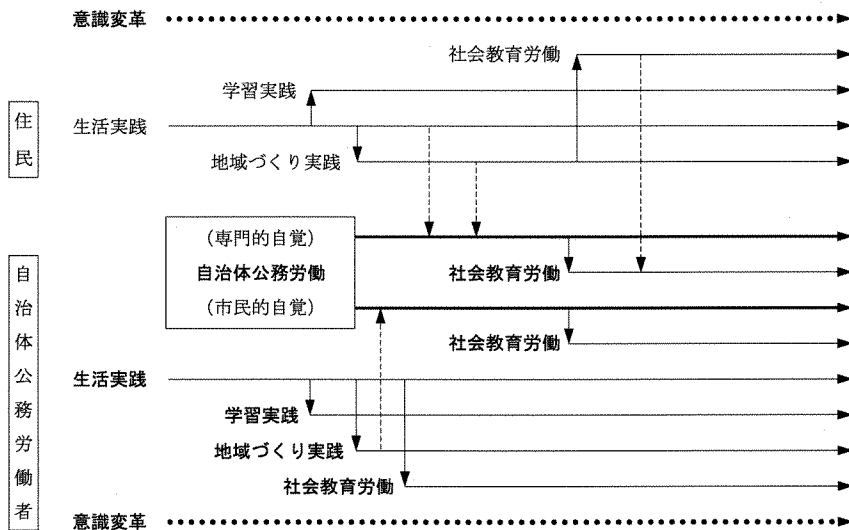 意識変革
社会教育労働
学習実践
住民
生活実践
地域づくり実践
(専門的自覚)
自治体公務労働
社会教育労働
(市民的自覚)
社会教育労働
自治体公務労働者
生活実践
学習実践
地域づくり実践
社会教育労働
意識変革